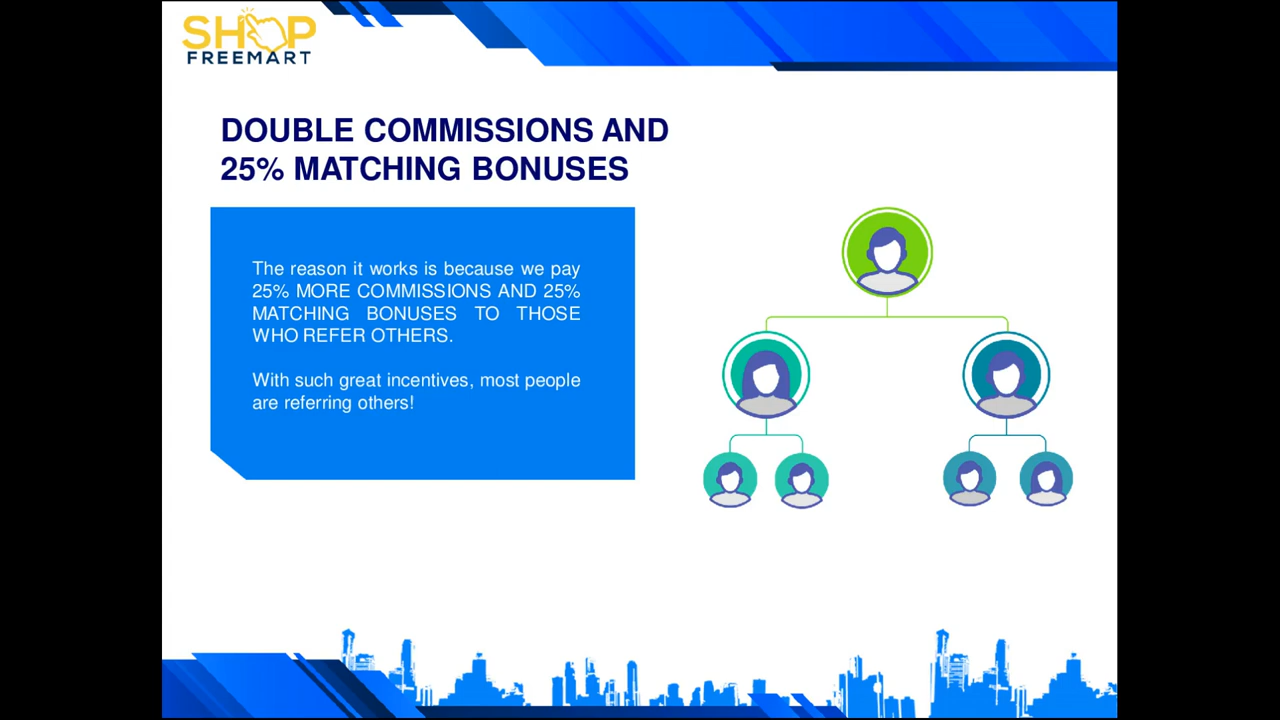 SHOP
FREEMART
DOUBLE COMMISSIONS AND
25% MATCHING BONUSES
The reason it works is because we pay
25% MORE COMMISSIONS AND 25%
MATCHING BONUSES TO THOSE
WHO REFER OTHERS.
With such great incentives, most people
are referring others!